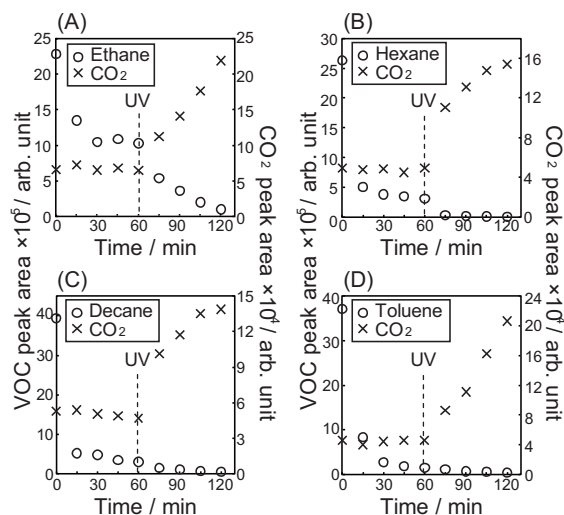 (A)
25
20
15
10
5
0
○ Ethane
× CO₂
UV
25
20
15
10
5
0
0 30 60 90 120
Time / min
(B)
30
25
20
15
10
5
0
○ Hexane
× CO₂
UV
16
12
8
4
0
0 30 60 90 120
Time / min
VOC peak area ×10⁵/ arb. unit
CO₂ peak area ×10⁴/ arb. unit
VOC peak area ×10⁵/ arb. unit
CO₂ peak area ×10⁴/ arb. unit
(C)
40
30
20
10
0
○ Decane
× CO₂
UV
15
12
9
6
3
0
0 30 60 90 120
Time / min
(D)
40
30
20
10
0
○ Toluene
× CO₂
UV
24
20
16
12
8
4
0
0 30 60 90 120
Time / min